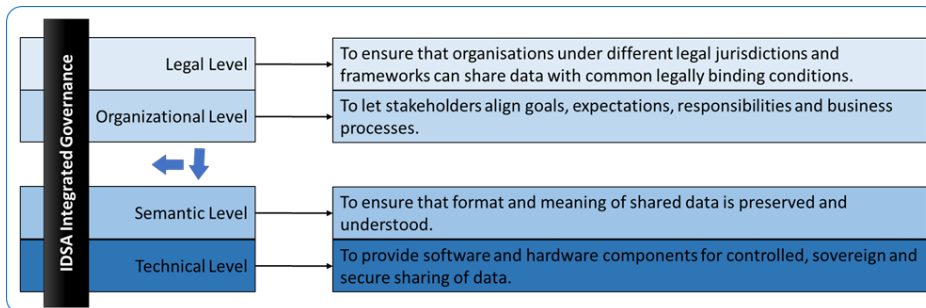 IDSA Integrated Governance
Legal Level
To ensure that organisations under different legal jurisdictions and
frameworks can share data with common legally binding conditions.
Organizational Level
To let stakeholders align goals, expectations, responsibilities and business
processes.
Semantic Level
To ensure that format and meaning of shared data is preserved and
understood.
Technical Level
To provide software and hardware components for controlled, sovereign and
secure sharing of data.